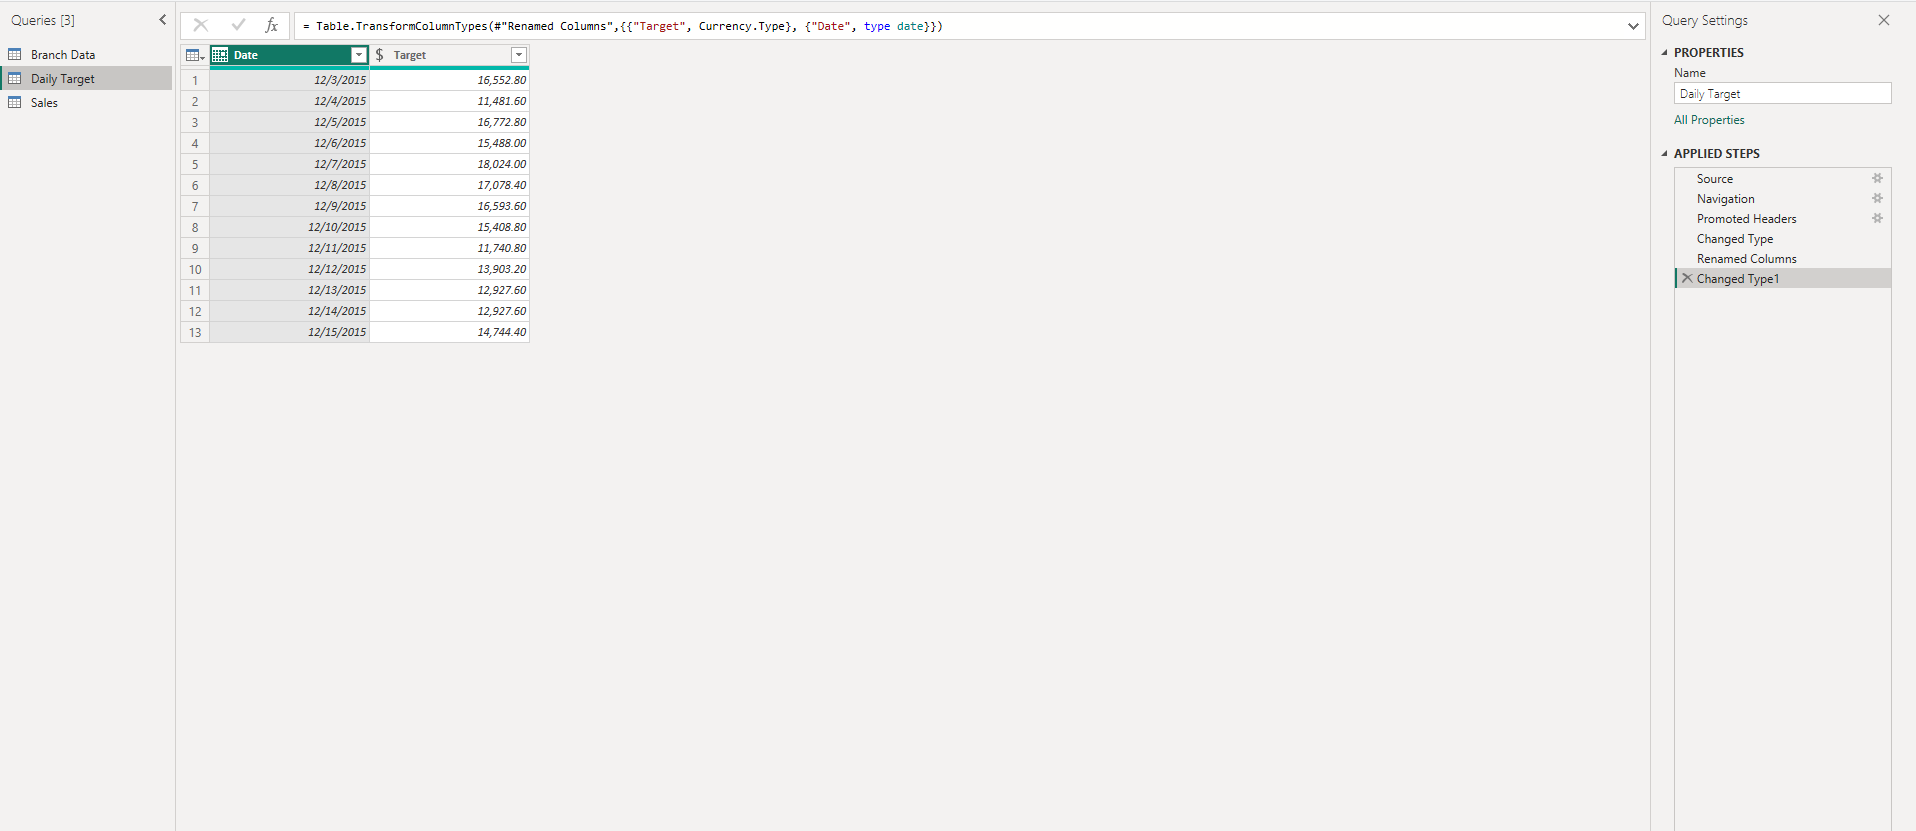 Queries [3]
Branch Data
Daily Target
Sales
fx
= Table.TransformColumnTypes(#"Renamed Columns",{{"Target", Currency.Type}, {"Date", type date}})
Date $ Target
1 12/3/2015 16,552.80
2 12/4/2015 11,481.60
3 12/5/2015 16,772.80
4 12/6/2015 15,488.00
5 12/7/2015 18,024.00
6 12/8/2015 17,078.40
7 12/9/2015 16,593.60
8 12/10/2015 15,408.80
9 12/11/2015 11,740.80
10 12/12/2015 13,903.20
11 12/13/2015 12,927.60
12 12/14/2015 12,927.60
13 12/15/2015 14,744.40
Query Settings
PROPERTIES
Name
Daily Target
All Properties
APPLIED STEPS
Source
Navigation
Promoted Headers
Changed Type
Renamed Columns
Changed Type1